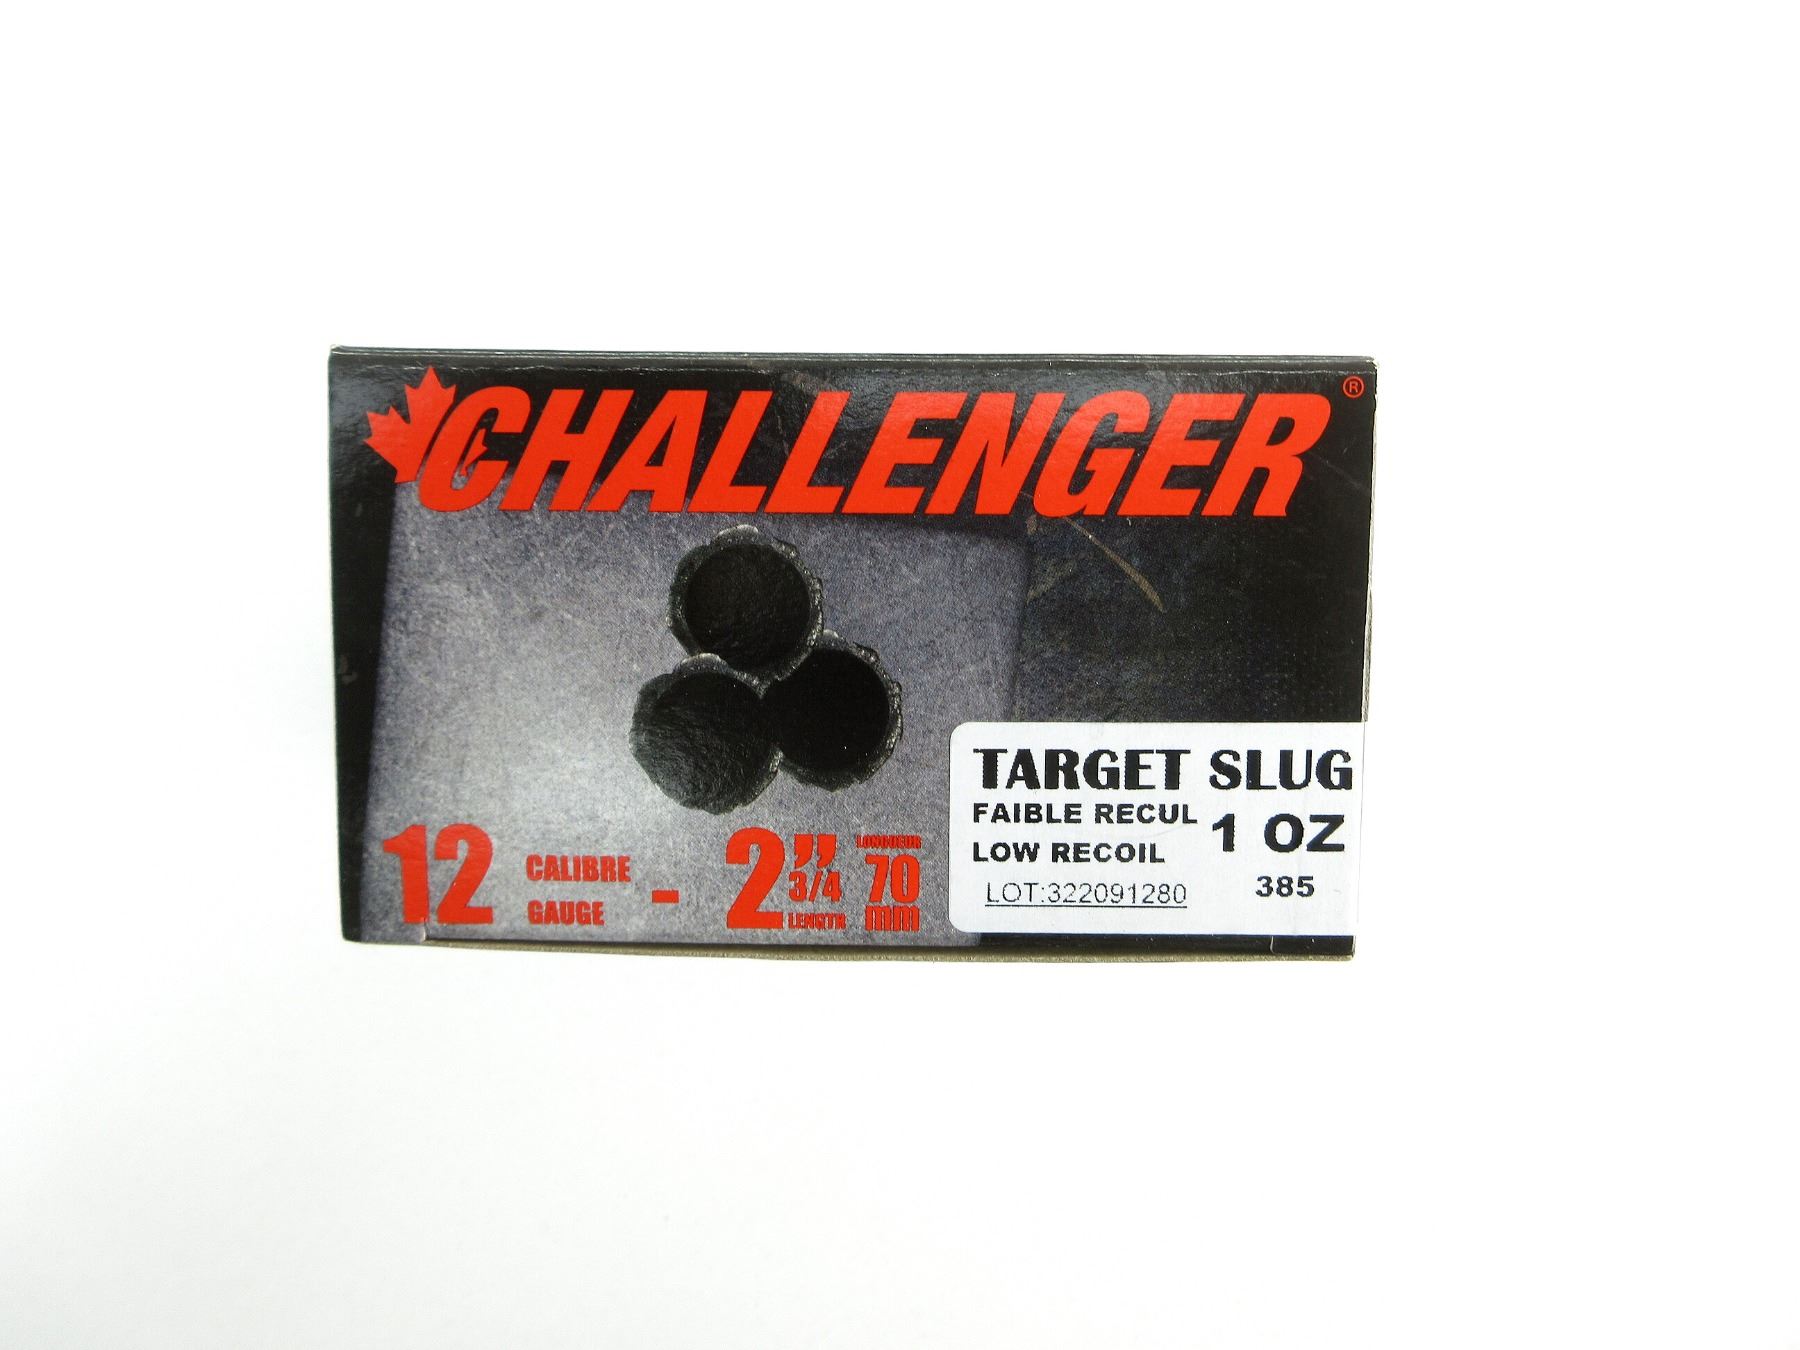 CHALLENGER®
12 CALIBRE GAUGE - 2 3/4" LENGTH LONGUEUR 70 mm
TARGET SLUG
FAIBLE RECUL
LOW RECOIL
1 OZ
LOT:322091280
385